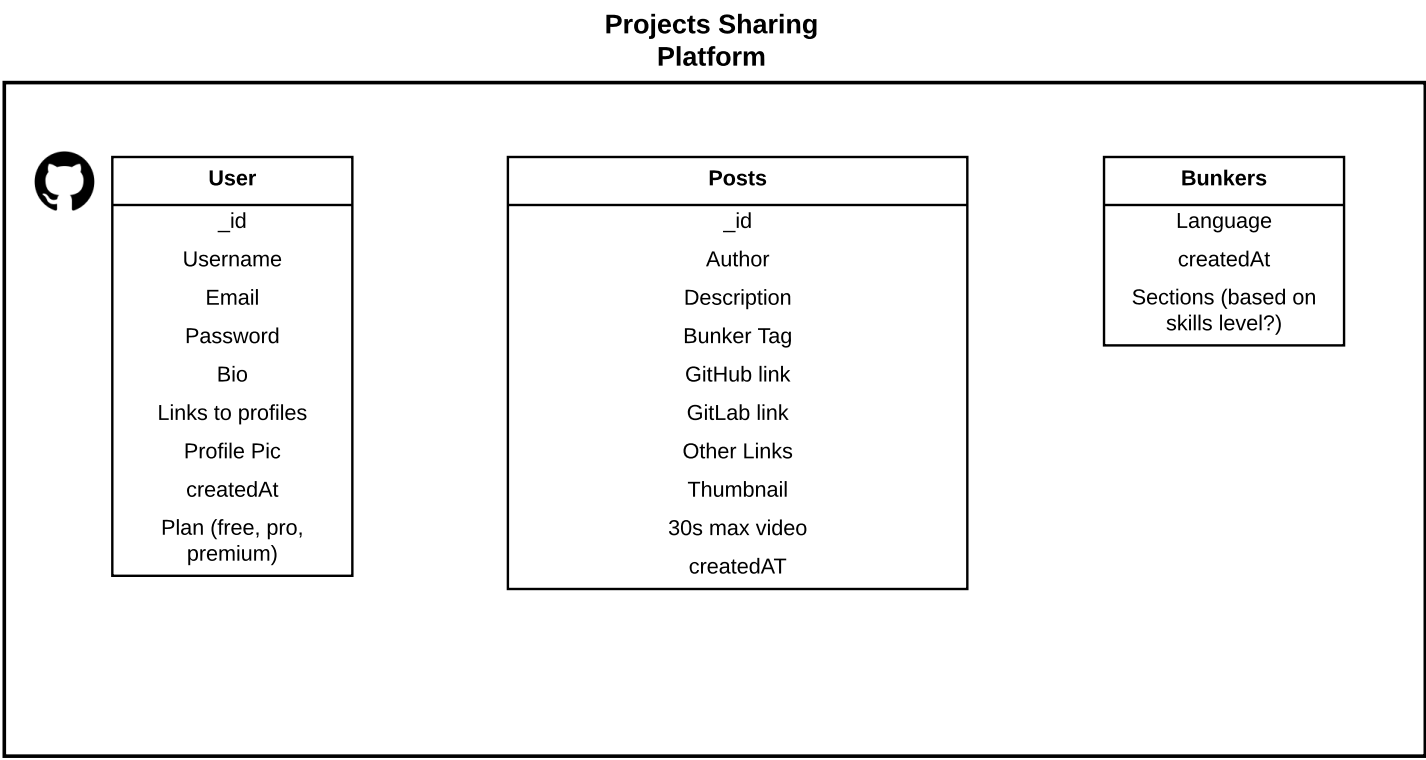 Projects Sharing
Platform
User
_id
Username
Email
Password
Bio
Links to profiles
Profile Pic
createdAt
Plan (free, pro,
premium)
Posts
_id
Author
Description
Bunker Tag
GitHub link
GitLab link
Other Links
Thumbnail
30s max video
createdAT
Bunkers
Language
createdAt
Sections (based on
skills level?)